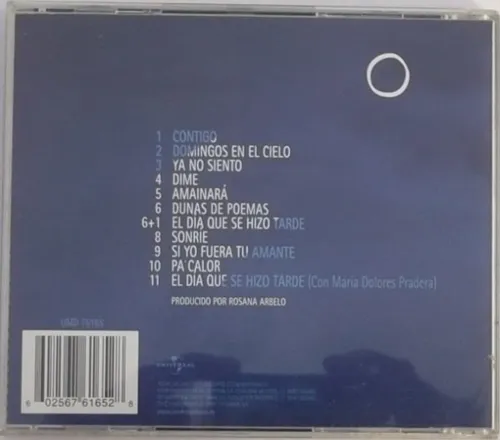 1 CONTIGO
2 DOMINGOS EN EL CIELO
3 YA NO SIENTO
4 DIME
5 AMAINARÁ
6 DUNAS DE POEMAS
6+1 EL DÍA QUE SE HIZO TARDE
8 SONRÍE
9 SI YO FUERA TU AMANTE
10 PA'CALOR
11 EL DÍA QUE SE HIZO TARDE (Con María Dolores Pradera)
PRODUCIDO POR ROSANA ARBELO
UNIVERSAL
6 02567 61652 6